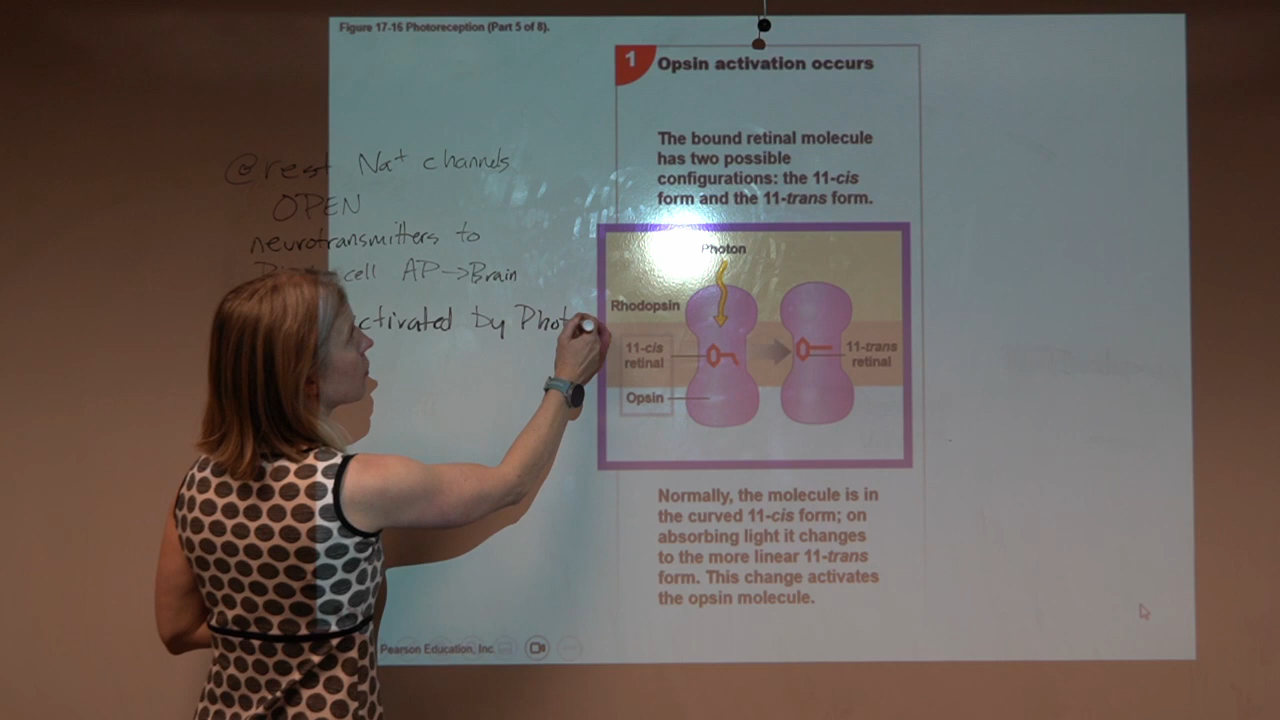 Figure 17-16 Photoreception (Part 5 of 8).
1 Opsin activation occurs
The bound retinal molecule
has two possible
configurations: the 11-cis
form and the 11-trans form.
@rest Na+ channels
OPEN
neurotransmitters to
cell AP→Brain
by
Photon
Rhodopsin
11-cis
retinal
11-trans
retinal
Opsin
Normally, the molecule is in
the curved 11-cis form; on
absorbing light it changes
to the more linear 11-trans
form. This change activates
the opsin molecule.
Pearson Education, Inc.